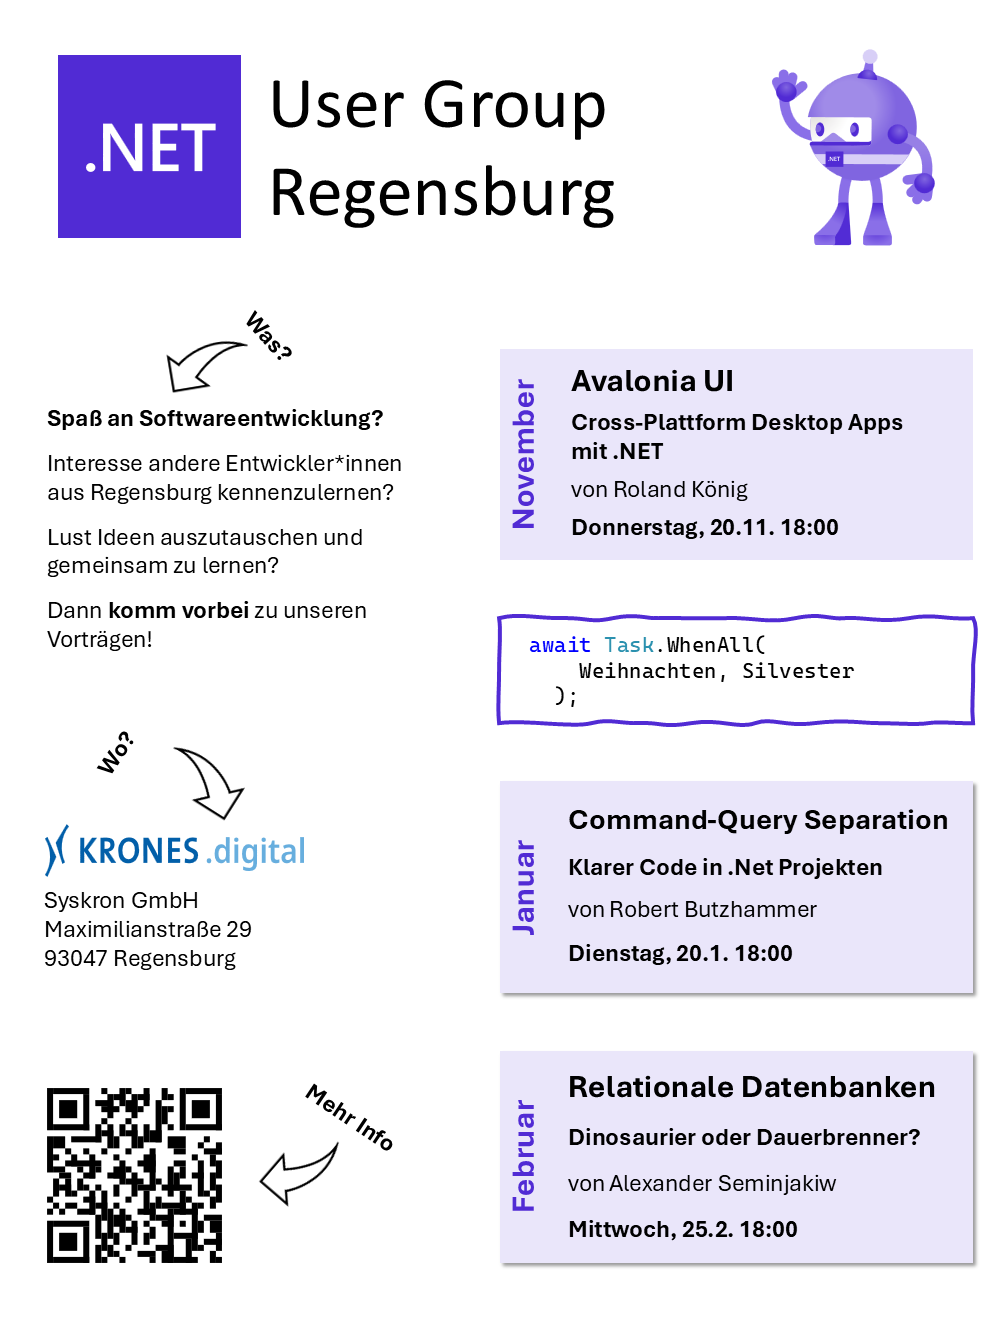 .NET
User Group
Regensburg
.NET
Was?
Spaß an Softwareentwicklung?
Interesse andere Entwickler*innen
aus Regensburg kennenzulernen?
Lust Ideen auszutauschen und
gemeinsam zu lernen?
Dann komm vorbei zu unseren
Vorträgen!
Wo?
KRONES.digital
Syskron GmbH
Maximilianstraße 29
93047 Regensburg
Mehr Info
November
Avalonia UI
Cross-Plattform Desktop Apps
mit .NET
von Roland König
Donnerstag, 20.11. 18:00
await Task.WhenAll(
Weihnachten, Silvester
);
Januar
Command-Query Separation
Klarer Code in .Net Projekten
von Robert Butzhammer
Dienstag, 20.1. 18:00
Februar
Relationale Datenbanken
Dinosaurier oder Dauerbrenner?
von Alexander Seminjakiw
Mittwoch, 25.2. 18:00